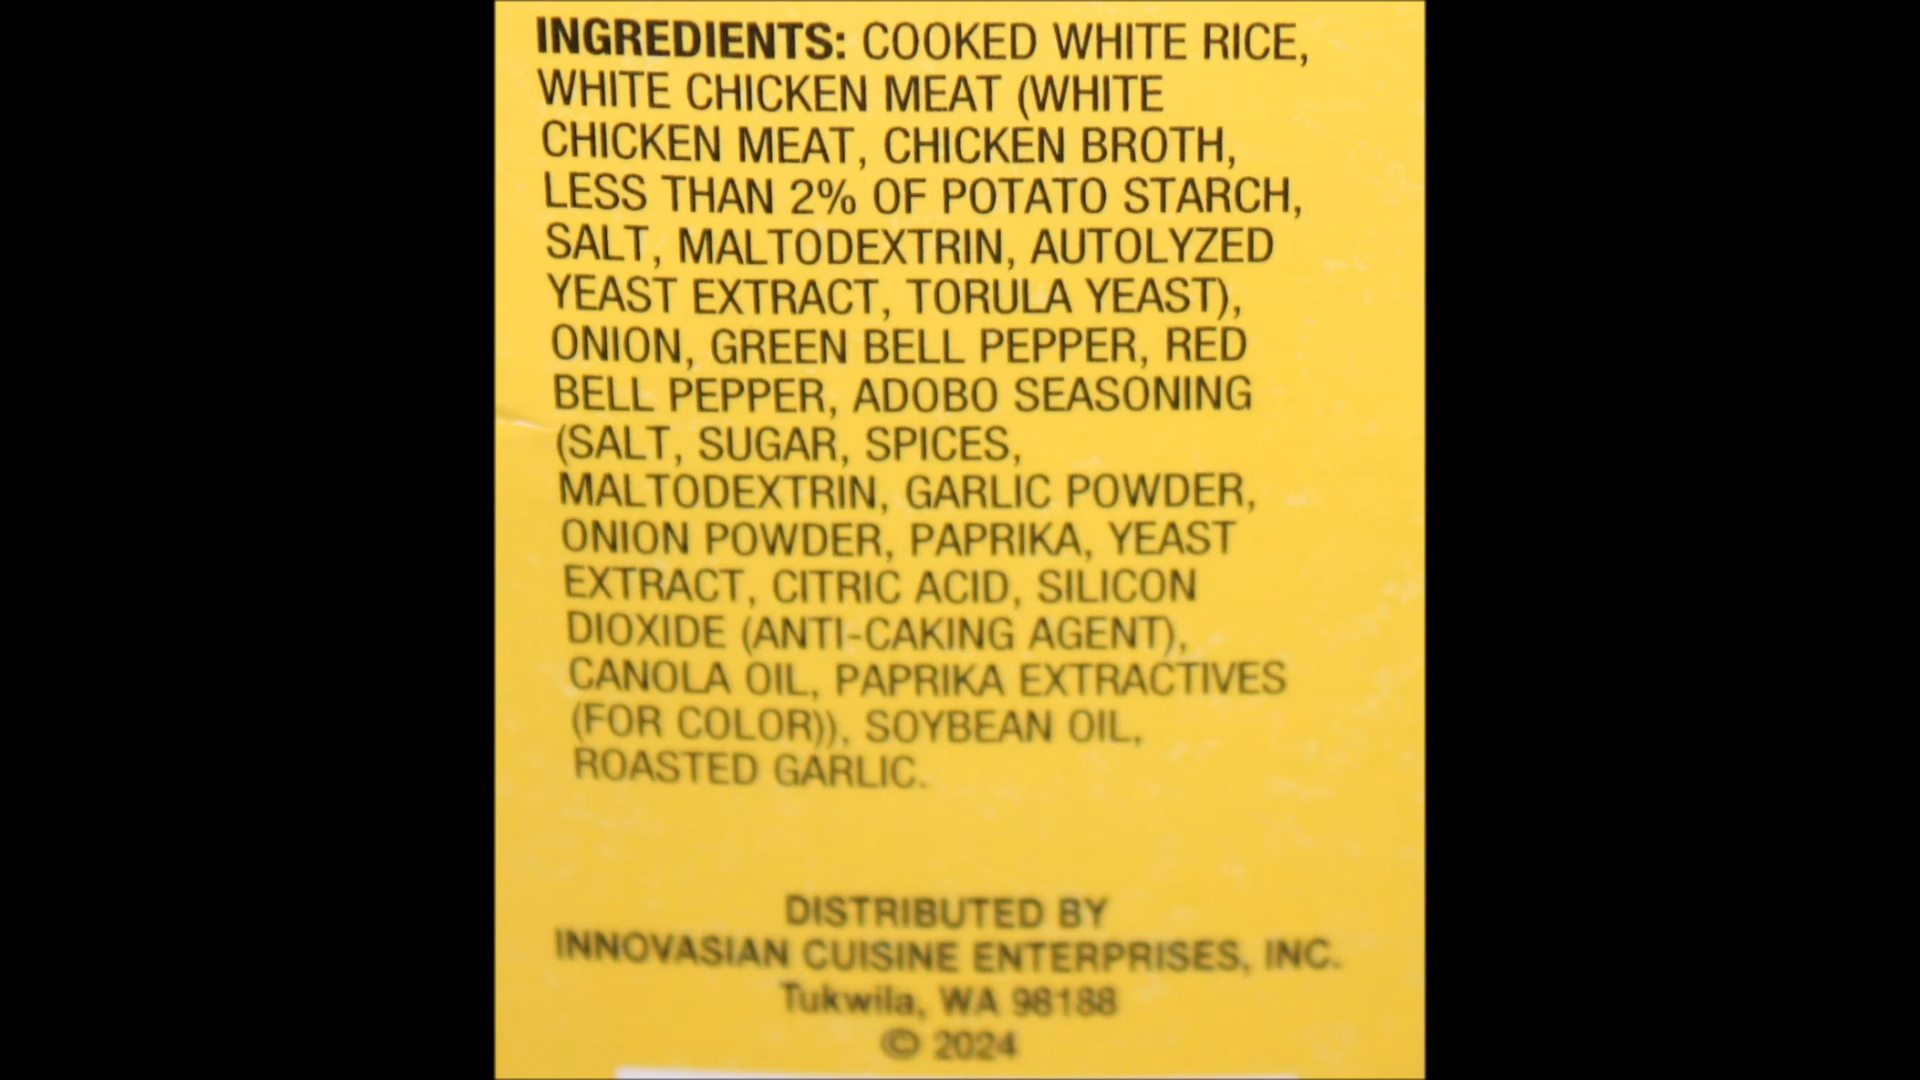 INGREDIENTS: COOKED WHITE RICE,
WHITE CHICKEN MEAT (WHITE
CHICKEN MEAT, CHICKEN BROTH,
LESS THAN 2% OF POTATO STARCH,
SALT, MALTODEXTRIN, AUTOLYZED
YEAST EXTRACT, TORULA YEAST),
ONION, GREEN BELL PEPPER, RED
BELL PEPPER, ADOBO SEASONING
(SALT, SUGAR, SPICES,
MALTODEXTRIN, GARLIC POWDER,
ONION POWDER, PAPRIKA, YEAST
EXTRACT, CITRIC ACID, SILICON
DIOXIDE (ANTI-CAKING AGENT),
CANOLA OIL, PAPRIKA EXTRACTIVES
(FOR COLOR)), SOYBEAN OIL,
ROASTED GARLIC.
DISTRIBUTED BY
INNOVASIAN CUISINE ENTERPRISES, INC.
Tukwila, WA 98188
© 2024